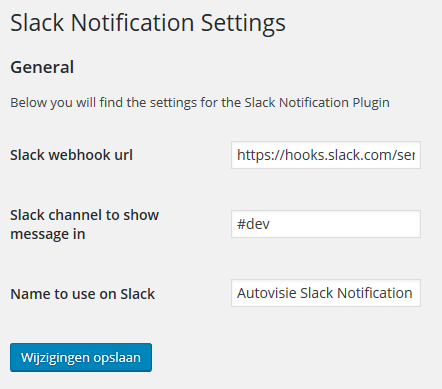 Slack Notification Settings
General
Below you will find the settings for the Slack Notification Plugin
Slack webhook url
https://hooks.slack.com/ser
Slack channel to show
message in
#dev
Name to use on Slack
Autovisie Slack Notification
Wijzigingen opslaan